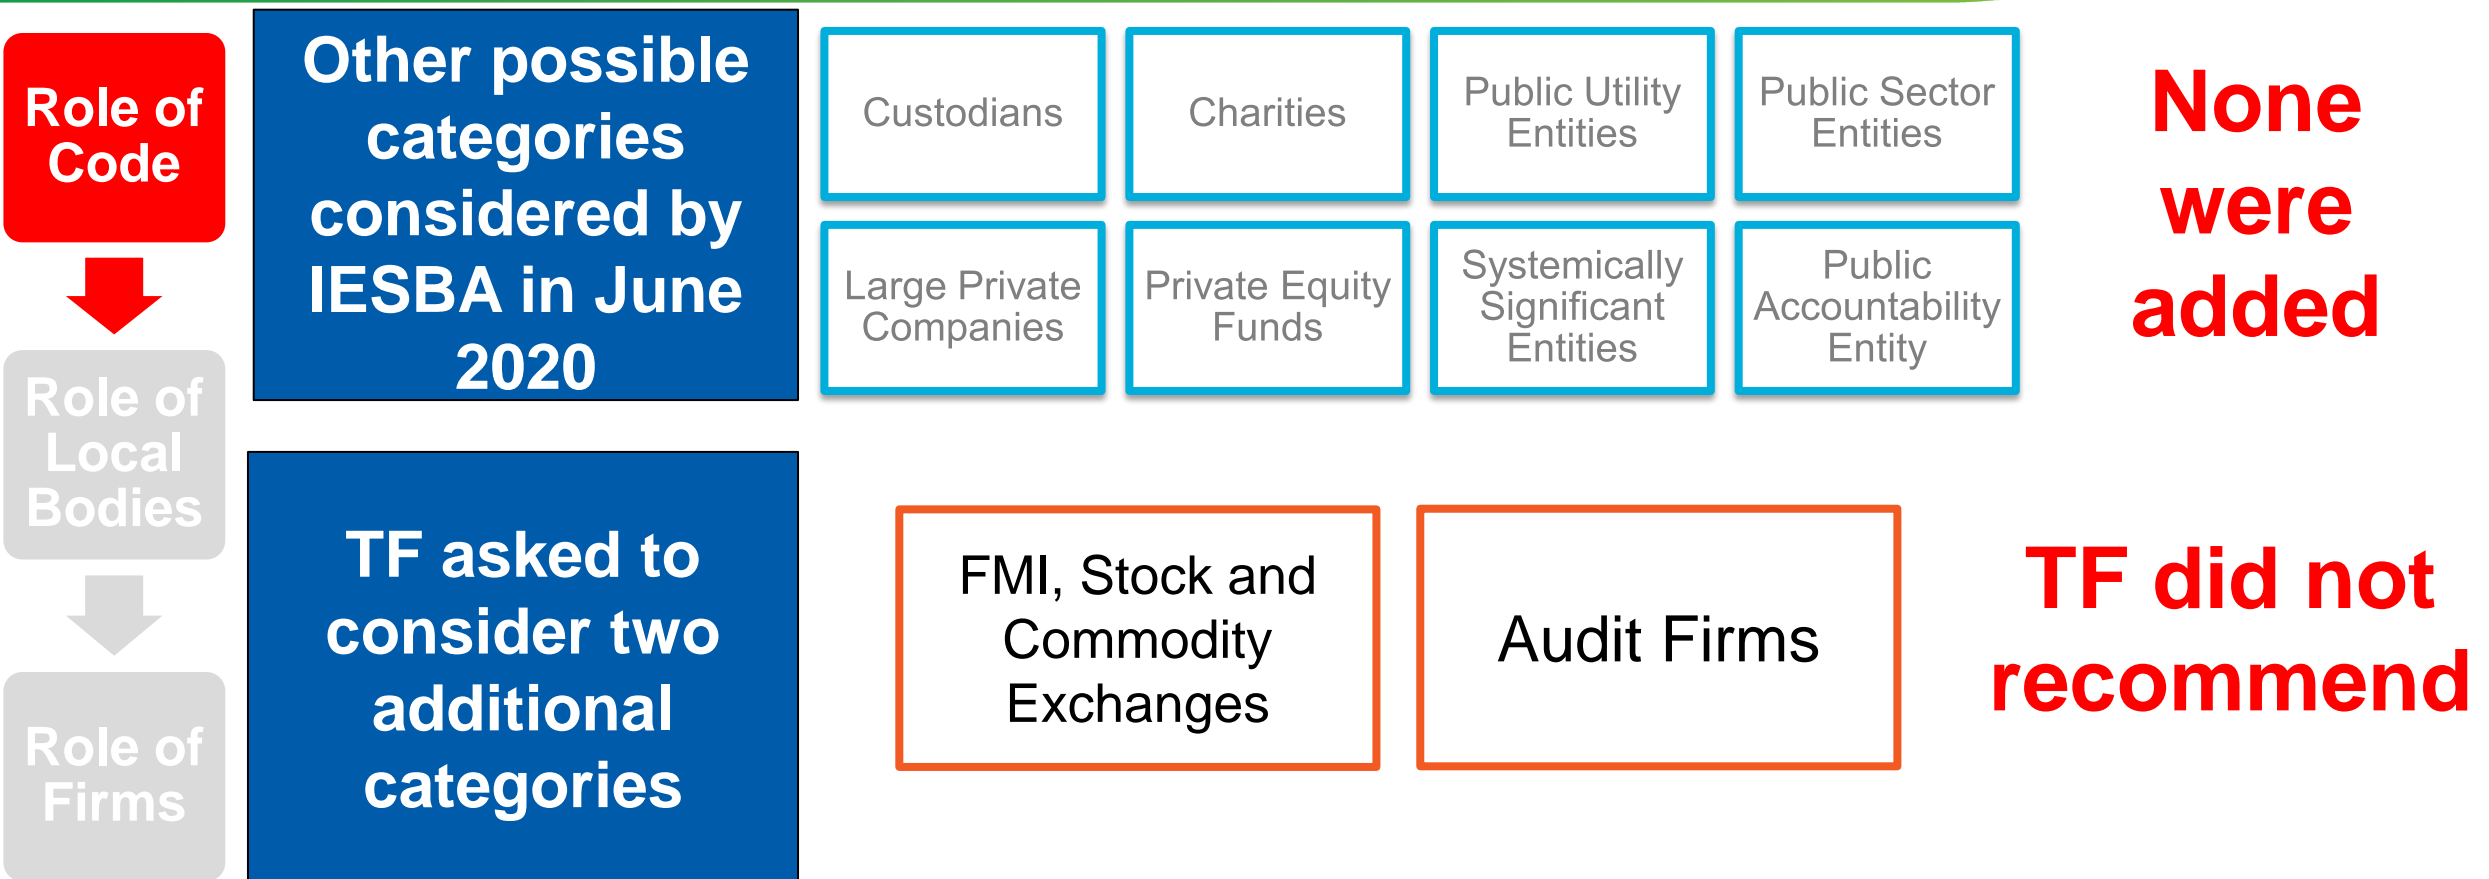 Role of
Code
Role of
Local
Bodies
Role of
Firms
Other possible
categories
considered by
IESBA in June
2020
Custodians
Charities
Public Utility
Entities
Public Sector
Entities
Large Private
Companies
Private Equity
Funds
Systemically
Significant
Entities
Public
Accountability
Entity
None
were
added
TF asked to
consider two
additional
categories
FMI, Stock and
Commodity
Exchanges
Audit Firms
TF did not
recommend